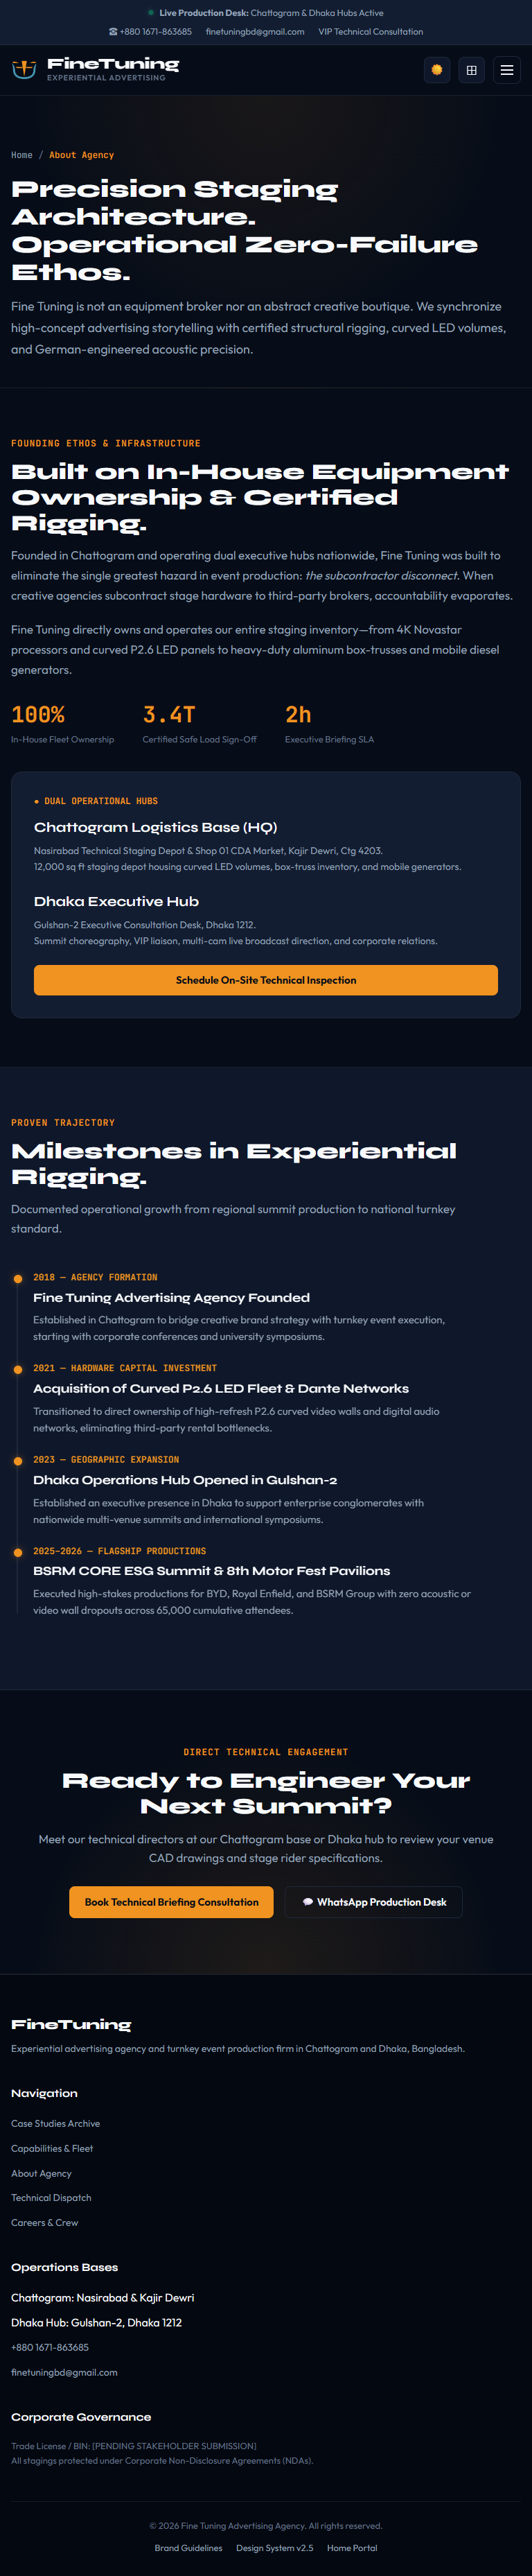 Live Production Desk: Chattogram & Dhaka Hubs Active
☎ +880 1671-863685 finetuningbd@gmail.com VIP Technical Consultation
FineTuning
EXPERIENTIAL ADVERTISING
Home / About Agency
Precision Staging
Architecture.
Operational Zero-Failure
Ethos.
Fine Tuning is not an equipment broker nor an abstract creative boutique. We synchronize
high-concept advertising storytelling with certified structural rigging, curved LED volumes,
and German-engineered acoustic precision.
FOUNDING ETHOS & INFRASTRUCTURE
Built on In-House Equipment
Ownership & Certified
Rigging.
Founded in Chattogram and operating dual executive hubs nationwide, Fine Tuning was built to
eliminate the single greatest hazard in event production: the subcontractor disconnect. When
creative agencies subcontract stage hardware to third-party brokers, accountability evaporates.
Fine Tuning directly owns and operates our entire staging inventory—from 4K Novastar
processors and curved P2.6 LED panels to heavy-duty aluminum box-trusses and mobile diesel
generators.
100% 3.4T 2h
In-House Fleet Ownership Certified Safe Load Sign-Off Executive Briefing SLA
● DUAL OPERATIONAL HUBS
Chattogram Logistics Base (HQ)
Nasirabad Technical Staging Depot & Shop 01 CDA Market, Kajir Dewri, Ctg 4203.
12,000 sq ft staging depot housing curved LED volumes, box-truss inventory, and mobile generators.
Dhaka Executive Hub
Gulshan-2 Executive Consultation Desk, Dhaka 1212.
Summit choreography, VIP liaison, multi-cam live broadcast direction, and corporate relations.
Schedule On-Site Technical Inspection
PROVEN TRAJECTORY
Milestones in Experiential
Rigging.
Documented operational growth from regional summit production to national turnkey
standard.
2018 — AGENCY FORMATION
Fine Tuning Advertising Agency Founded
Established in Chattogram to bridge creative brand strategy with turnkey event execution,
starting with corporate conferences and university symposiums.
2021 — HARDWARE CAPITAL INVESTMENT
Acquisition of Curved P2.6 LED Fleet & Dante Networks
Transitioned to direct ownership of high-refresh P2.6 curved video walls and digital audio
networks, eliminating third-party rental bottlenecks.
2023 — GEOGRAPHIC EXPANSION
Dhaka Operations Hub Opened in Gulshan-2
Established an executive presence in Dhaka to support enterprise conglomerates with
nationwide multi-venue summits and international symposiums.
2025–2026 — FLAGSHIP PRODUCTIONS
BSRM CORE ESG Summit & 8th Motor Fest Pavilions
Executed high-stakes productions for BYD, Royal Enfield, and BSRM Group with zero acoustic or
video wall dropouts across 65,000 cumulative attendees.
DIRECT TECHNICAL ENGAGEMENT
Ready to Engineer Your
Next Summit?
Meet our technical directors at our Chattogram base or Dhaka hub to review your venue
CAD drawings and stage rider specifications.
Book Technical Briefing Consultation 💬 WhatsApp Production Desk
FineTuning
Experiential advertising agency and turnkey event production firm in Chattogram and Dhaka, Bangladesh.
Navigation
Case Studies Archive
Capabilities & Fleet
About Agency
Technical Dispatch
Careers & Crew
Operations Bases
Chattogram: Nasirabad & Kajir Dewri
Dhaka Hub: Gulshan-2, Dhaka 1212
+880 1671-863685
finetuningbd@gmail.com
Corporate Governance
Trade License / BIN: [PENDING STAKEHOLDER SUBMISSION]
All stagings protected under Corporate Non-Disclosure Agreements (NDAs).
© 2026 Fine Tuning Advertising Agency. All rights reserved.
Brand Guidelines Design System v2.5 Home Portal